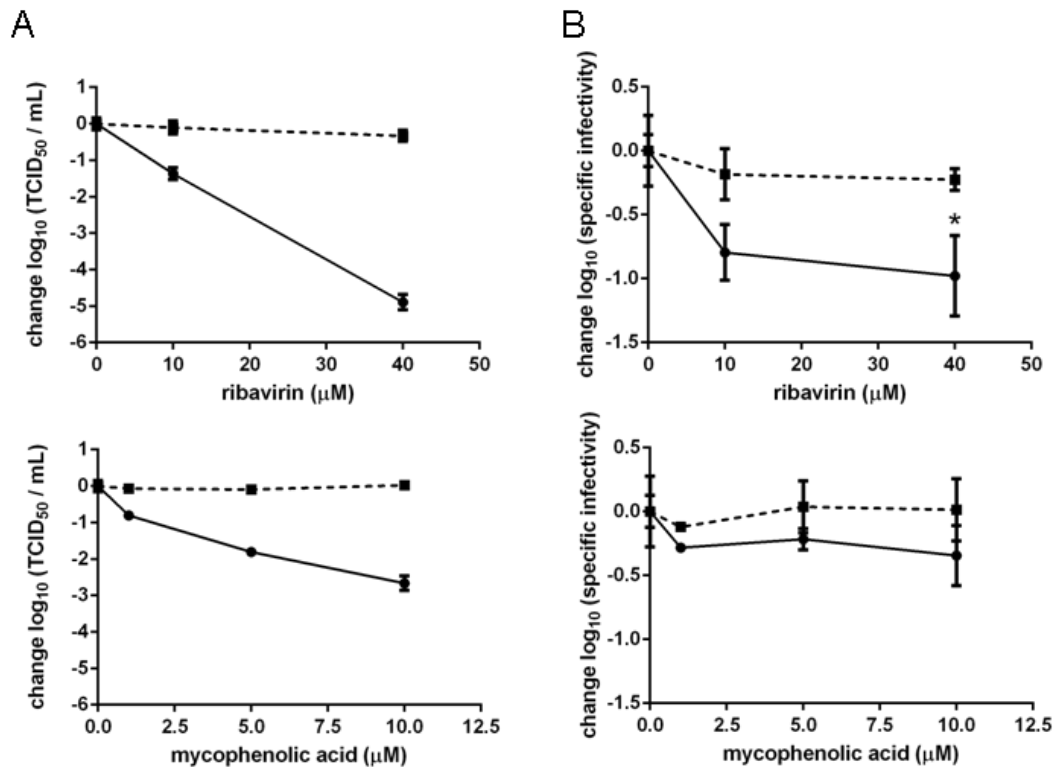 A
B
change log₁₀ (TCID₅₀ / mL)
1
0
-1
-2
-3
-4
-5
-6
0 10 20 30 40 50
ribavirin (μM)
change log₁₀ (specific infectivity)
0.5
0.0
-0.5
-1.0
-1.5
*
0 10 20 30 40 50
ribavirin (μM)
change log₁₀ (TCID₅₀ / mL)
1
0
-1
-2
-3
-4
-5
-6
0.0 2.5 5.0 7.5 10.0 12.5
mycophenolic acid (μM)
change log₁₀ (specific infectivity)
0.5
0.0
-0.5
-1.0
-1.5
0.0 2.5 5.0 7.5 10.0 12.5
mycophenolic acid (μM)